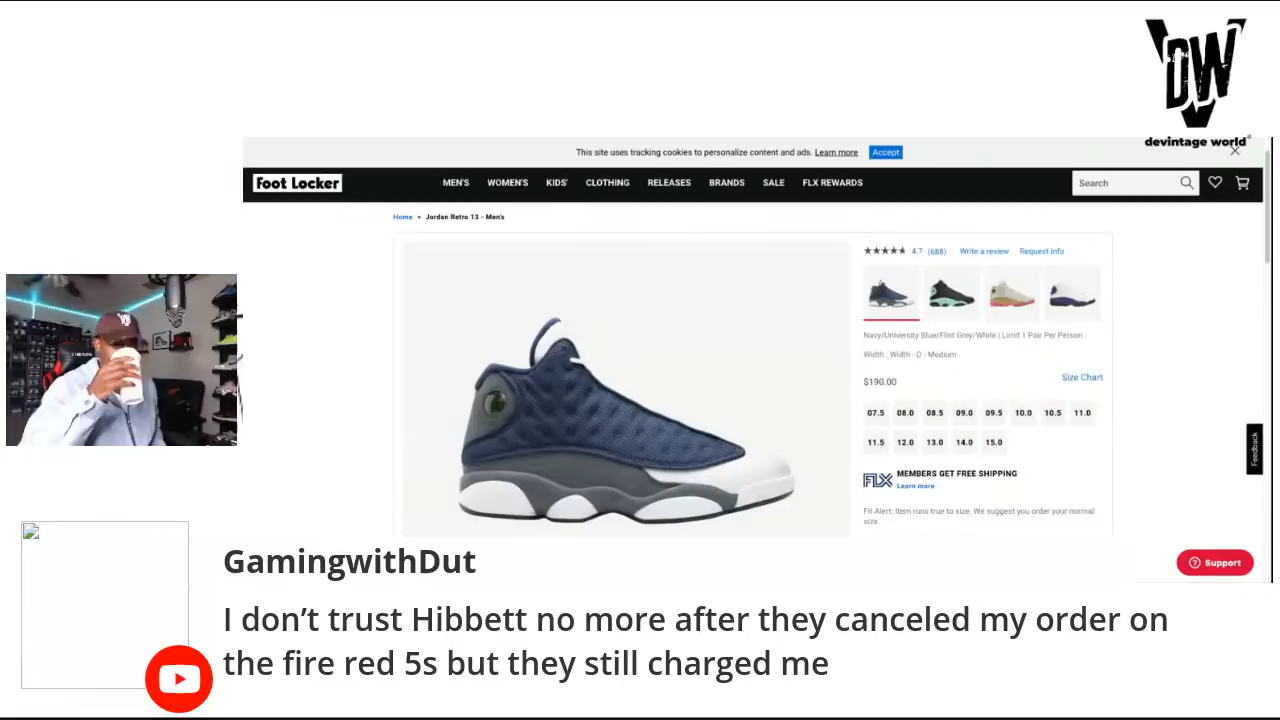 DW
devintage world®
This site uses tracking cookies to personalize content and ads. Learn more Accept
Foot Locker MEN'S WOMEN'S KIDS' CLOTHING RELEASES BRANDS SALE FLX REWARDS Search
Home » Jordan Retro 13 - Men's
4.7 (688) Write a review Request info
Navy/University Blue/Flint Grey/White | Limit 1 Pair Per Person
Width : Width - D - Medium
$190.00 Size Chart
07.5 08.0 08.5 09.0 09.5 10.0 10.5 11.0
11.5 12.0 13.0 14.0 15.0
FLX MEMBERS GET FREE SHIPPING
Learn more
Feedback
Fit Alert: Item runs true to size. We suggest you order your normal
size.
Support
GamingwithDut
I don’t trust Hibbett no more after they canceled my order on
the fire red 5s but they still charged me